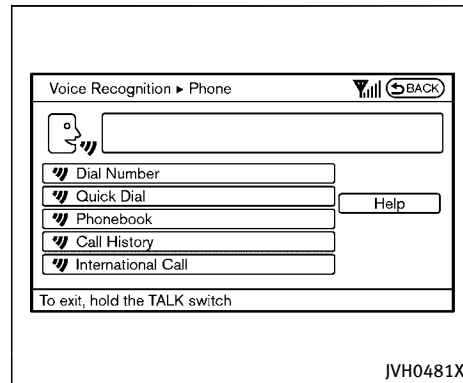 Voice Recognition ▸ Phone
BACK
Dial Number
Quick Dial
Help
Phonebook
Call History
International Call
To exit, hold the TALK switch
JVH0481X